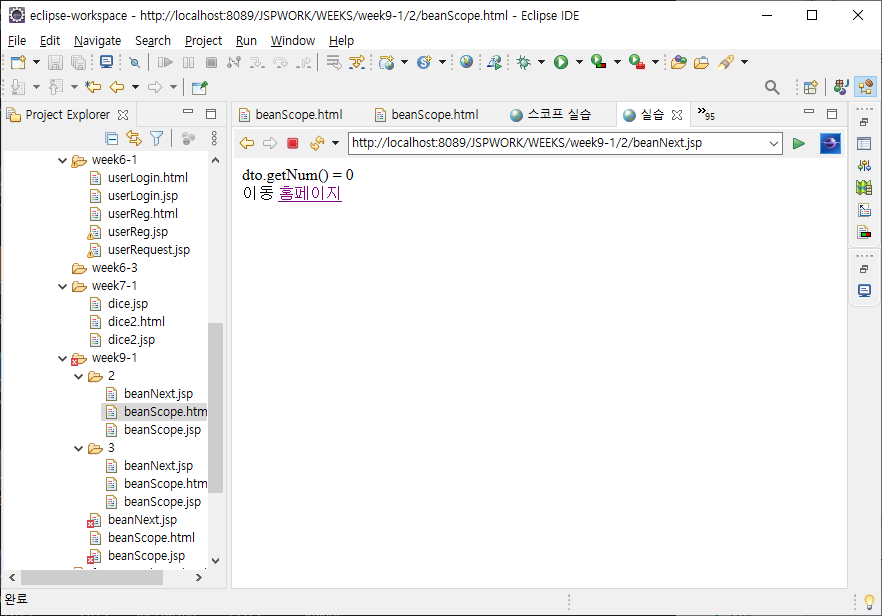 eclipse-workspace - http://localhost:8089/JSPWORK/WEEKS/week9-1/2/beanScope.html - Eclipse IDE
File Edit Navigate Search Project Run Window Help
Project Explorer
beanScope.html beanScope.html 스코프 실습 실습 »95
http://localhost:8089/JSPWORK/WEEKS/week9-1/2/beanNext.jsp
week6-1
userLogin.html
userLogin.jsp
userReg.html
userReg.jsp
userRequest.jsp
week6-3
week7-1
dice.jsp
dice2.html
dice2.jsp
week9-1
2
beanNext.jsp
beanScope.htm
beanScope.jsp
3
beanNext.jsp
beanScope.htm
beanScope.jsp
beanNext.jsp
beanScope.html
beanScope.jsp
dto.getNum() = 0
이동 홈페이지
완료